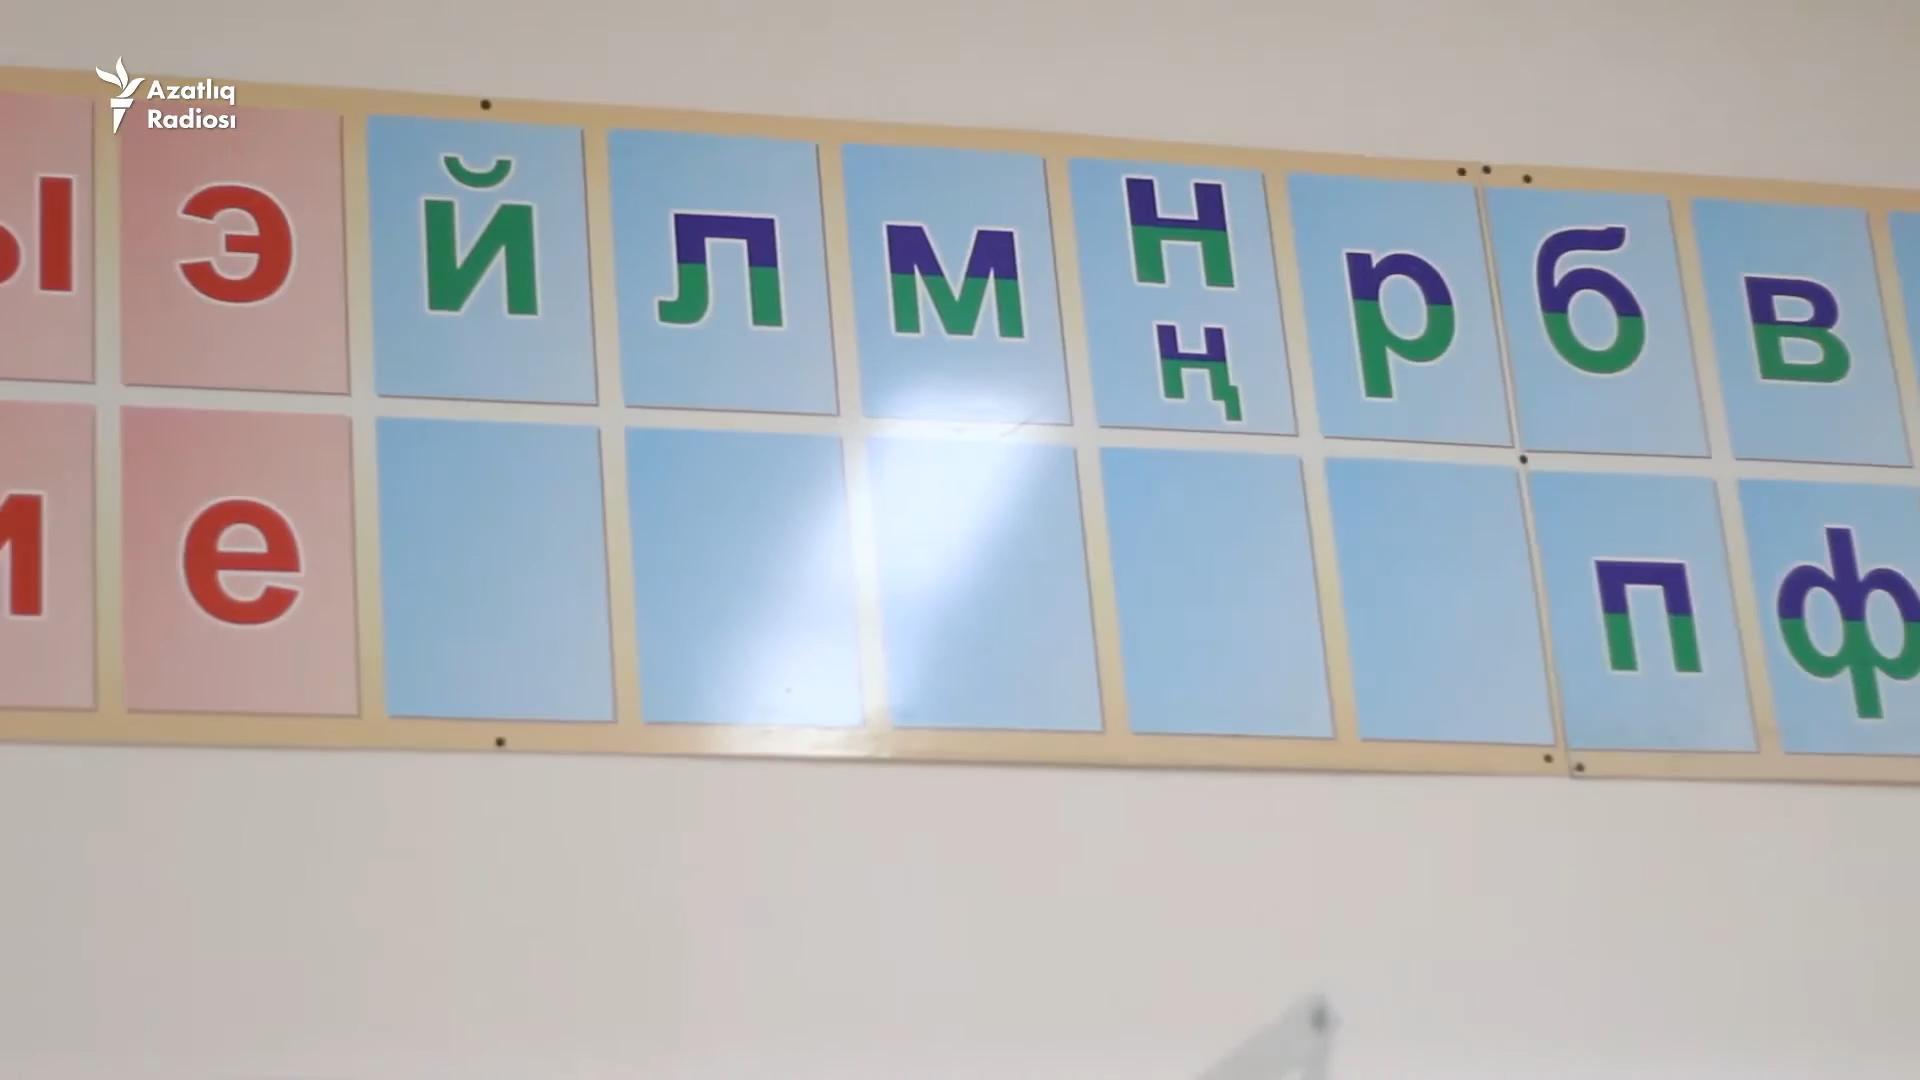 Azatlıq
Radiosı
ы э й л м н р б в
ң
и е п ф